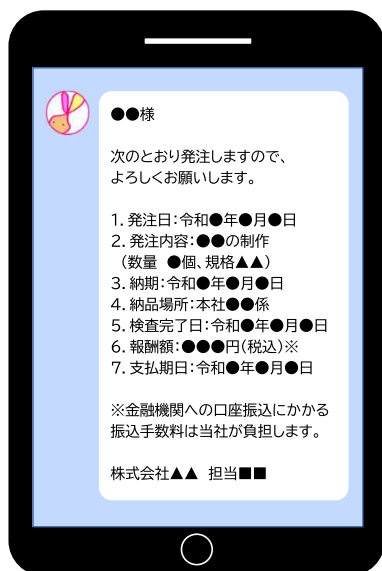 ●●様
次のとおり発注しますので、
よろしくお願いします。
1. 発注日：令和●年●月●日
2. 発注内容：●●の制作
（数量　●個、規格▲▲）
3. 納期：令和●年●月●日
4. 納品場所：本社●●係
5. 検査完了日：令和●年●月●日
6. 報酬額：●●●円（税込）※
7. 支払期日：令和●年●月●日
※金融機関への口座振込にかかる
振込手数料は当社が負担します。
株式会社▲▲　担当■■